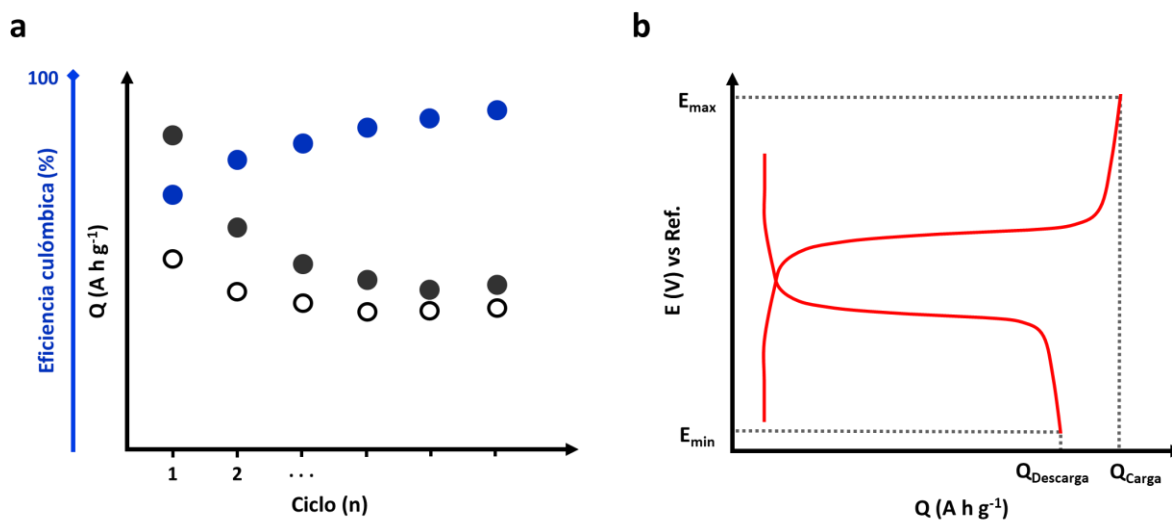 a
100
Eficiencia culómbica (%)
Q (A h g⁻¹)
1 2 ...
Ciclo (n)
b
E (V) vs Ref.
Emax
Emin
QDescarga QCarga
Q (A h g⁻¹)